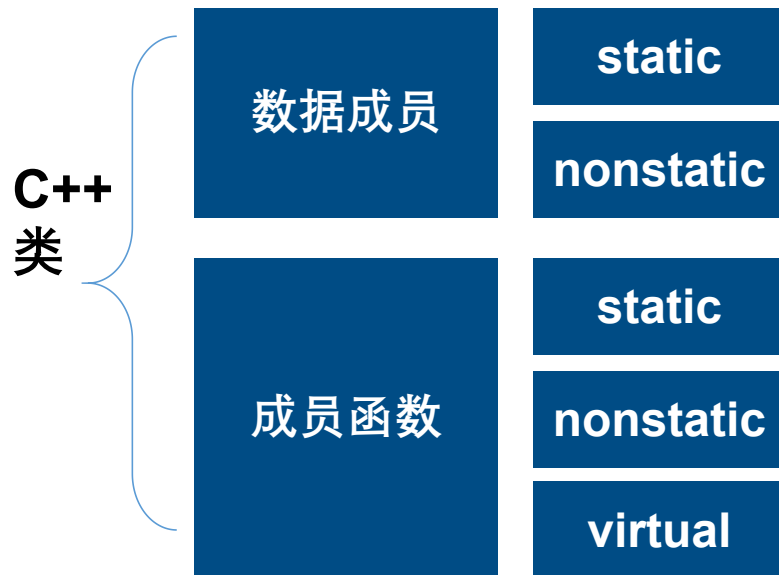 C++
类
数据成员
static
nonstatic
成员函数
static
nonstatic
virtual